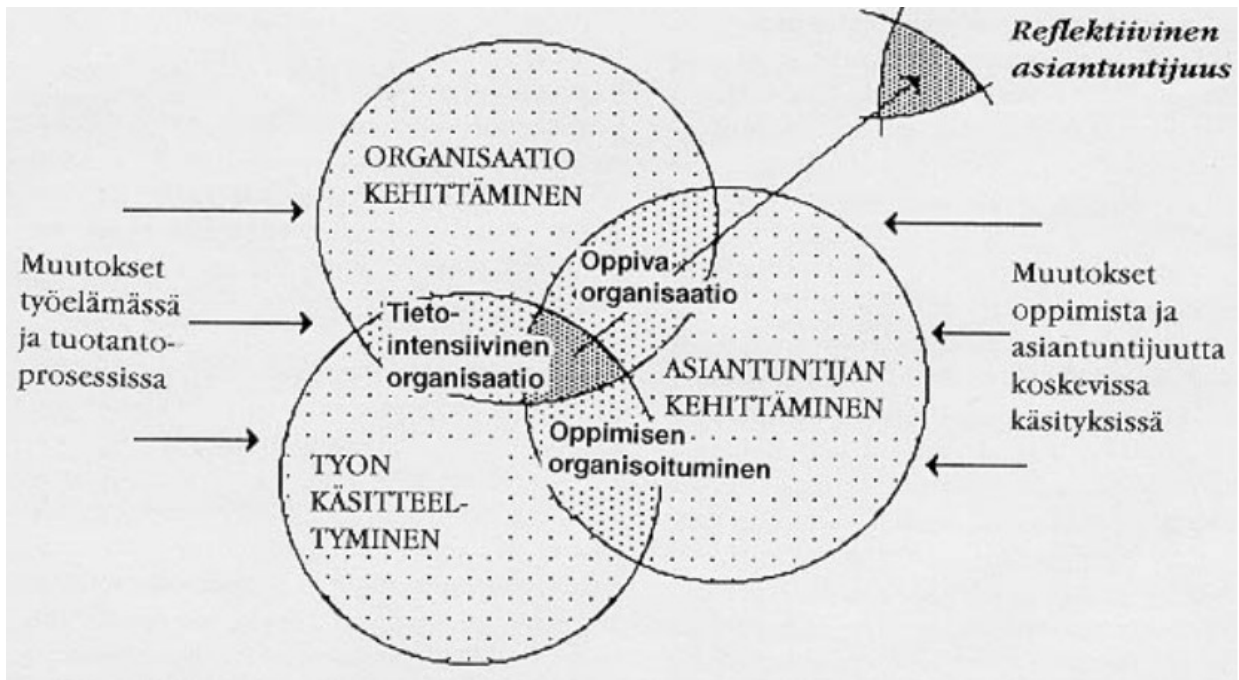 Reflektiivinen
asiantuntijuus
ORGANISAATIO
KEHITTÄMINEN
Muutokset
työelämässä
ja tuotanto-
prosessissa
Oppiva
organisaatio
Muutokset
oppimista ja
asiantuntijuutta
koskevissa
käsityksissä
Tieto-
intensiivinen
organisaatio
ASIANTUNTIJAN
KEHITTÄMINEN
Oppimisen
organisoituminen
TYON
KÄSITTEEL-
TYMINEN